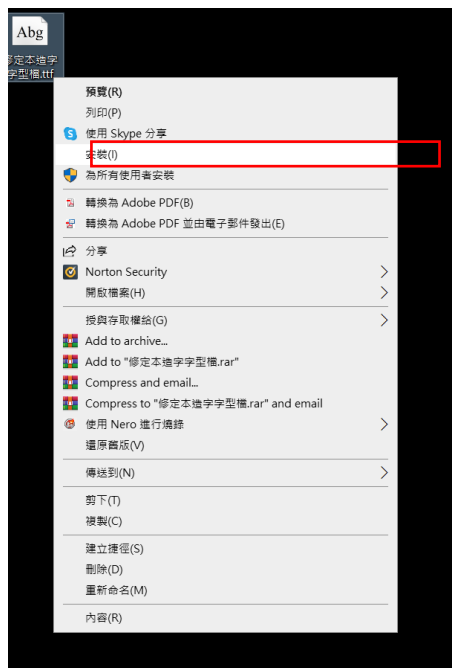 Abg
修定本造字
字型檔.ttf
預覽(R)
列印(P)
使用 Skype 分享
安裝(I)
為所有使用者安裝
轉換為 Adobe PDF(B)
轉換為 Adobe PDF 並由電子郵件發出(E)
分享
Norton Security
開啟檔案(H)
授與存取權給(G)
Add to archive...
Add to "修定本造字字型檔.rar"
Compress and email...
Compress to "修定本造字字型檔.rar" and email
使用 Nero 進行燒錄
還原舊版(V)
傳送到(N)
剪下(T)
複製(C)
建立捷徑(S)
刪除(D)
重新命名(M)
內容(R)